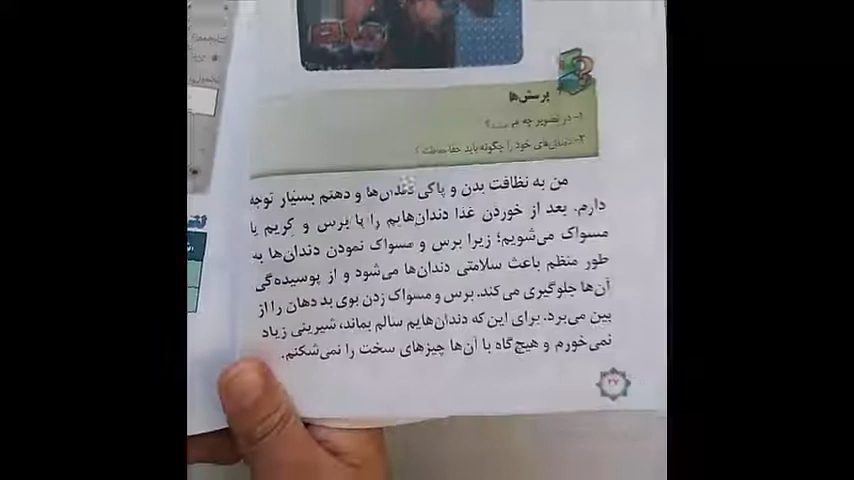 پرسش‌ها
۱- در تصویر چه می‌بینید؟
۲- دندان‌های خود را چگونه باید حفاظت کنید؟
من به نظافت بدن و پاکی دندان‌ها و دهنم بسیار توجه
دارم. بعد از خوردن غذا دندان‌هایم را با برس و کریم یا
مسواک می‌شویم؛ زیرا برس و مسواک نمودن دندان‌ها به
طور منظم باعث سلامتی دندان‌ها می‌شود و از پوسیده‌گی
آن‌ها جلوگیری می‌کند. برس و مسواک زدن بوی بد دهان را از
بین می‌برد. برای این‌که دندان‌هایم سالم بماند، شیرینی زیاد
نمی‌خورم و هیچ‌گاه با آن‌ها چیزهای سخت را نمی‌شکنم.
۲۷